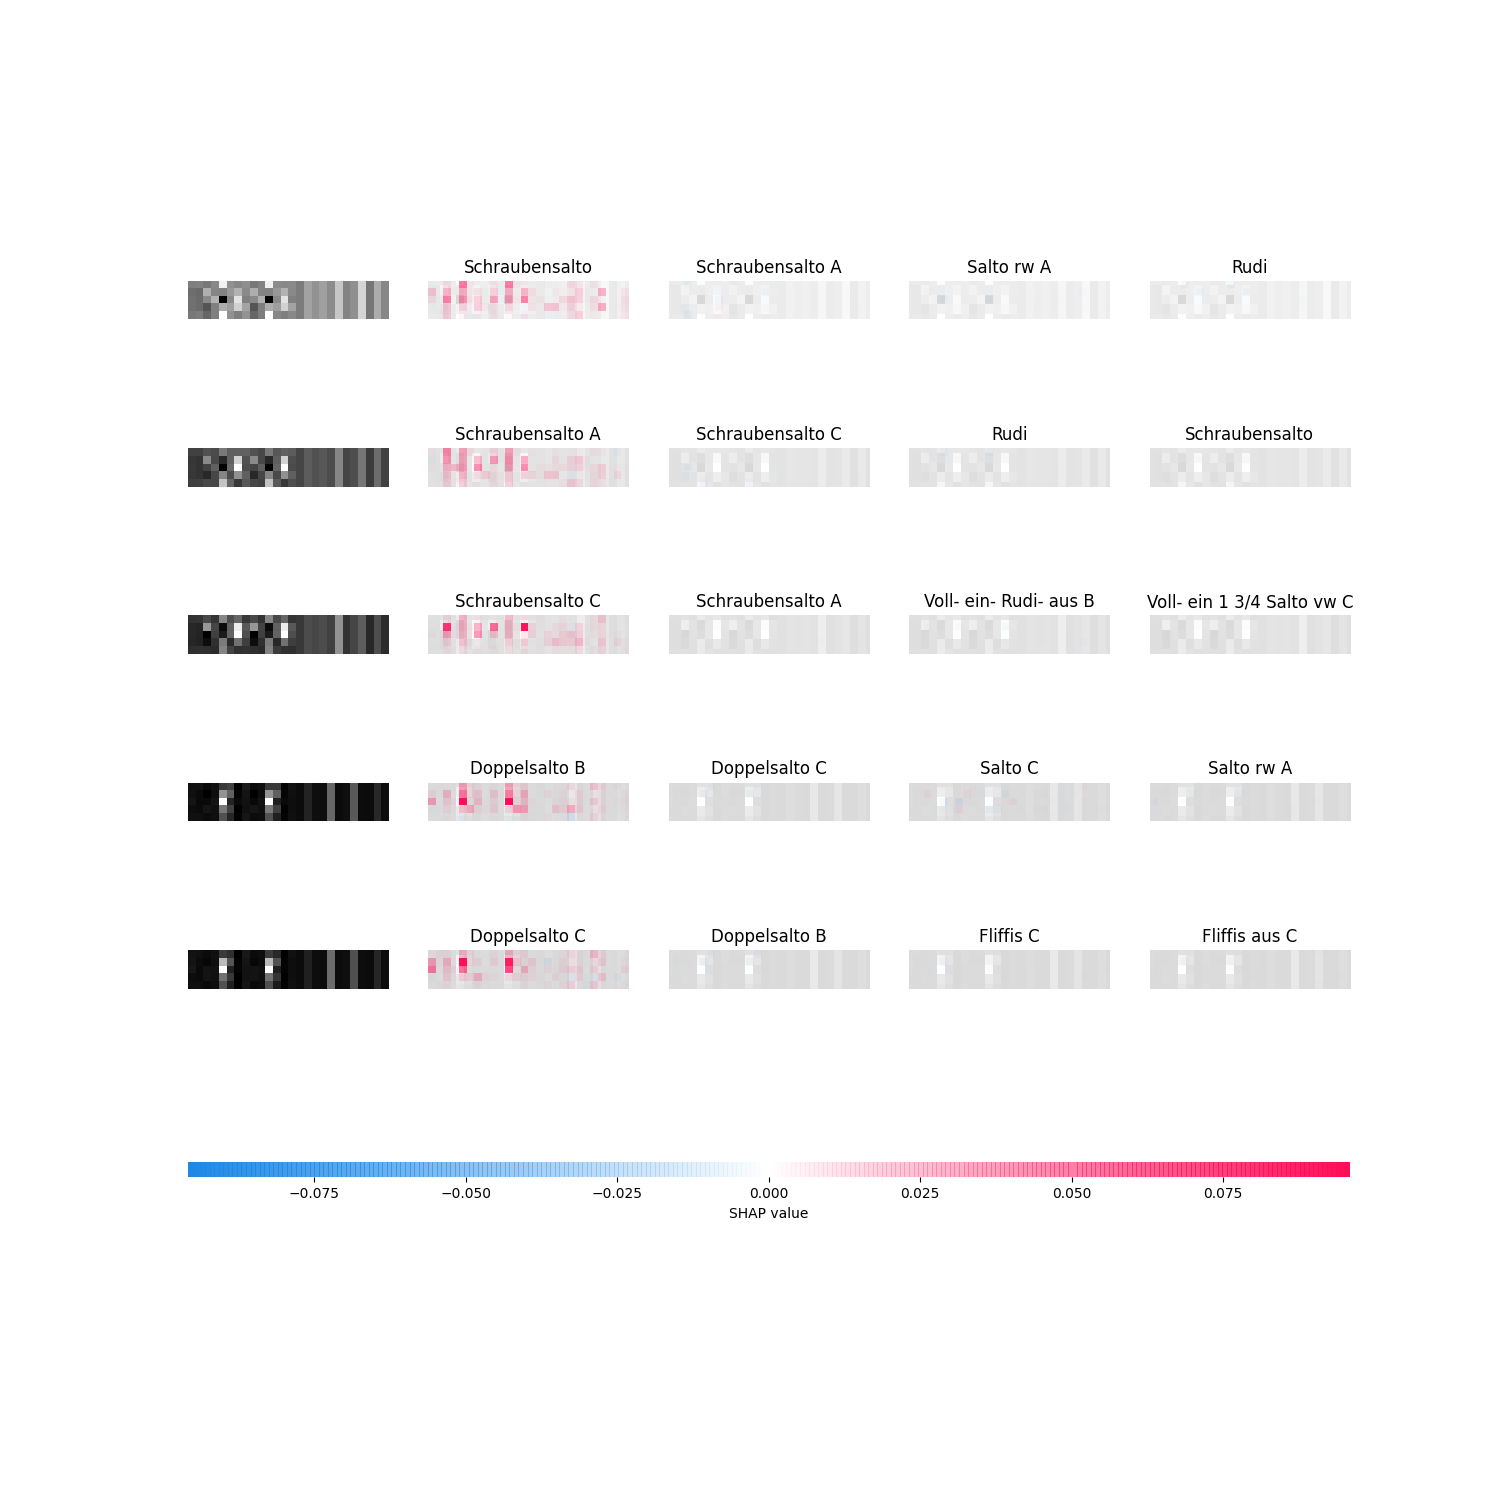 Schraubensalto
Schraubensalto A
Salto rw A
Rudi
Schraubensalto A
Schraubensalto C
Rudi
Schraubensalto
Schraubensalto C
Schraubensalto A
Voll- ein- Rudi- aus B
Voll- ein 1 3/4 Salto vw C
Doppelsalto B
Doppelsalto C
Salto C
Salto rw A
Doppelsalto C
Doppelsalto B
Fliffis C
Fliffis aus C
−0.075
−0.050
−0.025
0.000
0.025
0.050
0.075
SHAP value